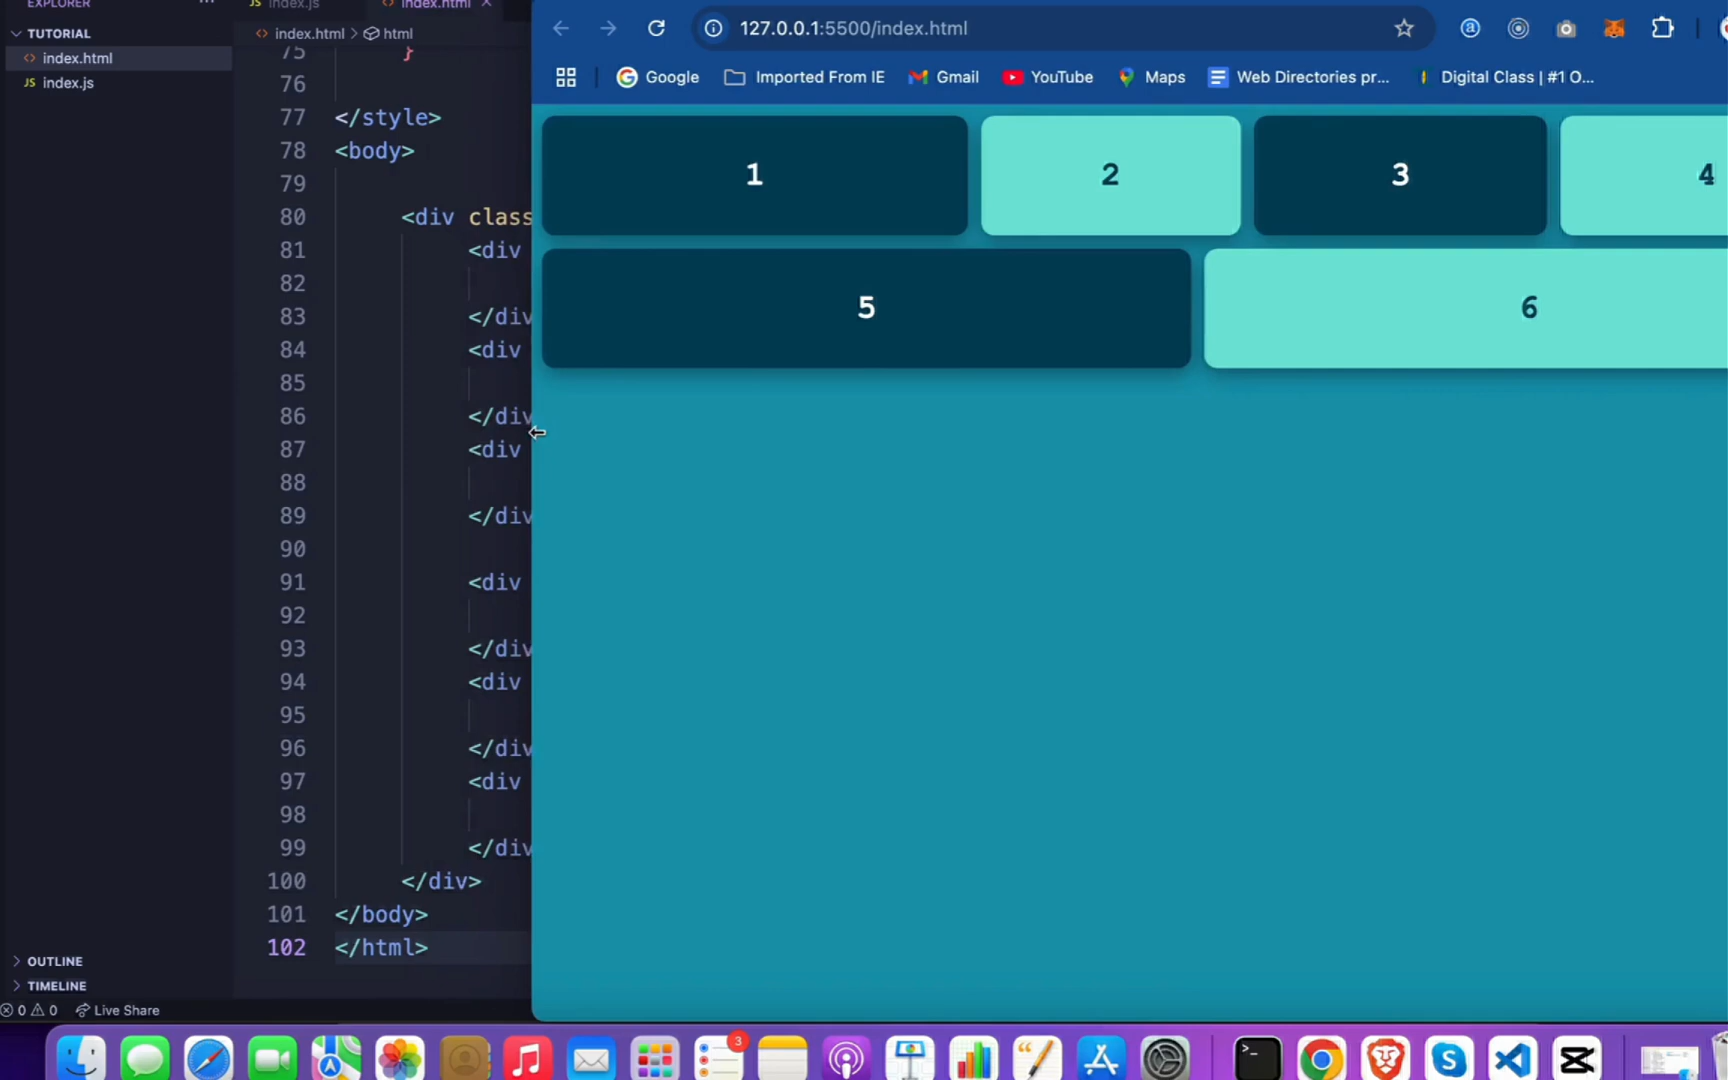 EXPLORER
TUTORIAL
index.html
index.js
index.js
index.html
index.html > html
75 }
76
77 </style>
78 <body>
79
80 <div class
81 <div
82
83 </div
84 <div
85
86 </div
87 <div
88
89 </div
90
91 <div
92
93 </div
94 <div
95
96 </div
97 <div
98
99 </div
100 </div>
101 </body>
102 </html>
OUTLINE
TIMELINE
0 0 Live Share
127.0.0.1:5500/index.html
Google
Imported From IE
Gmail
YouTube
Maps
Web Directories pr...
Digital Class | #1 O...
1
2
3
4
5
6
3